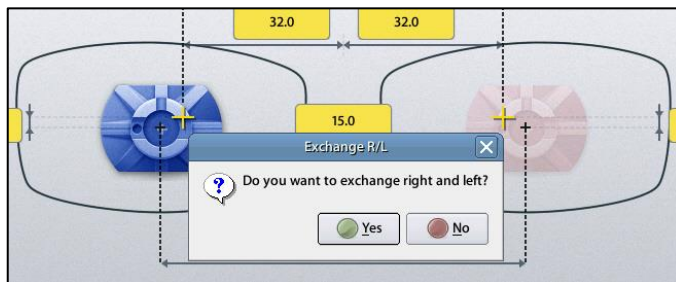 32.0 32.0
15.0
Exchange R/L
Do you want to exchange right and left?
Yes No